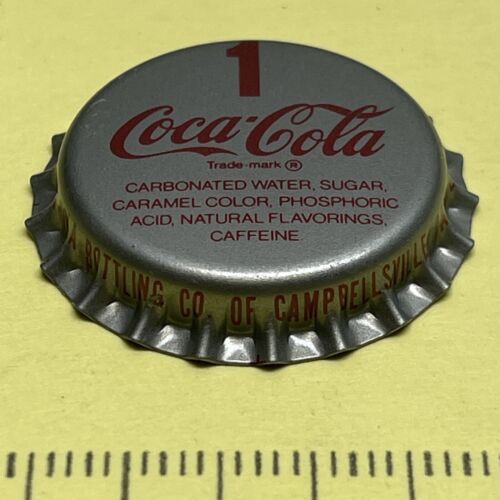 1
Coca-Cola
Trade-mark ®
CARBONATED WATER, SUGAR,
CARAMEL COLOR, PHOSPHORIC
ACID, NATURAL FLAVORINGS,
CAFFEINE
BOTTLING CO. OF CAMPBELLSVILLE